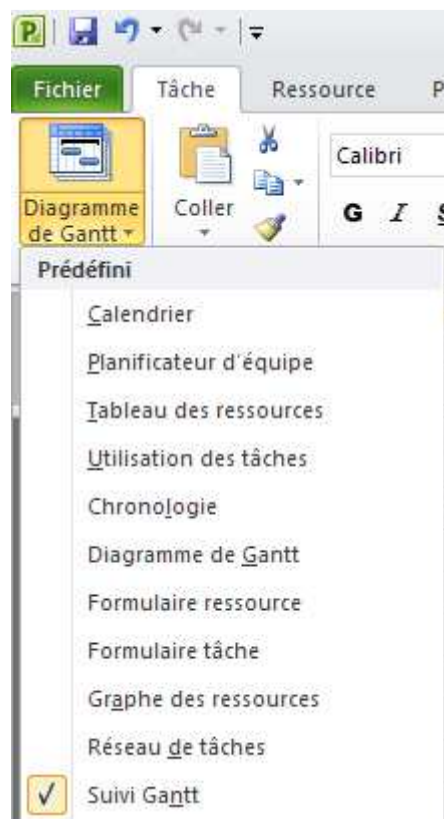 Fichier Tâche Ressource P
Calibri
Diagramme de Gantt Coller G I S
Prédéfini
Calendrier
Planificateur d'équipe
Tableau des ressources
Utilisation des tâches
Chronologie
Diagramme de Gantt
Formulaire ressource
Formulaire tâche
Graphe des ressources
Réseau de tâches
Suivi Gantt